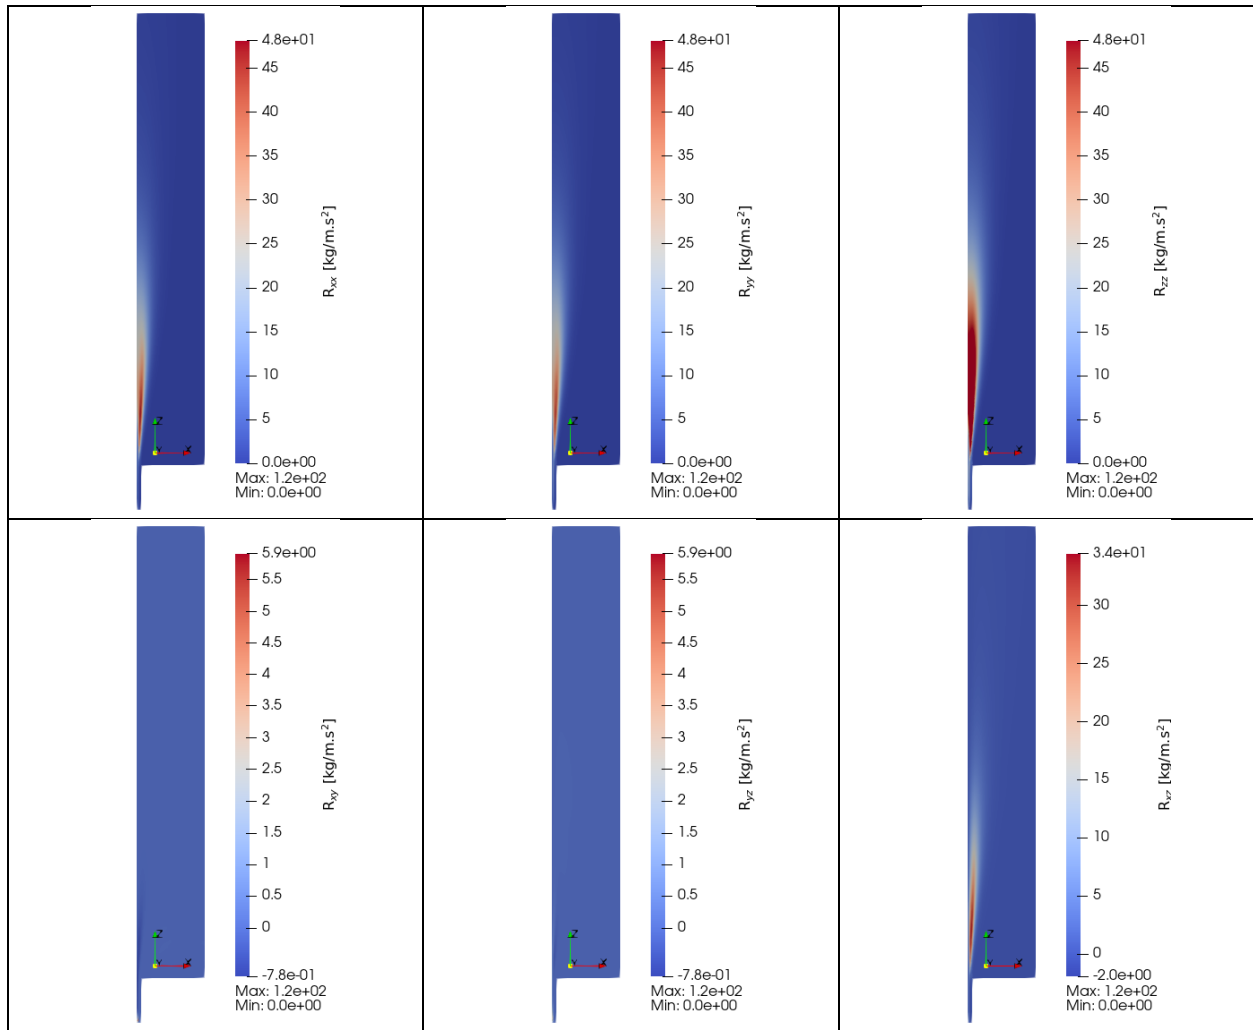 4.8e+01
45
40
35
30
25
20
15
10
5
0.0e+00
R_xx [kg/m.s²]
Z
Y
X
Max: 1.2e+02
Min: 0.0e+00
4.8e+01
45
40
35
30
25
20
15
10
5
0.0e+00
R_yy [kg/m.s²]
Z
Y
X
Max: 1.2e+02
Min: 0.0e+00
4.8e+01
45
40
35
30
25
20
15
10
5
0.0e+00
R_zz [kg/m.s²]
Z
Y
X
Max: 1.2e+02
Min: 0.0e+00
5.9e+00
5.5
5
4.5
4
3.5
3
2.5
2
1.5
1
0.5
0
-7.8e-01
R_xy [kg/m.s²]
Z
Y
X
Max: 1.2e+02
Min: 0.0e+00
5.9e+00
5.5
5
4.5
4
3.5
3
2.5
2
1.5
1
0.5
0
-7.8e-01
R_yz [kg/m.s²]
Z
Y
X
Max: 1.2e+02
Min: 0.0e+00
3.4e+01
30
25
20
15
10
5
0
-2.0e+00
R_xz [kg/m.s²]
Z
Y
X
Max: 1.2e+02
Min: 0.0e+00